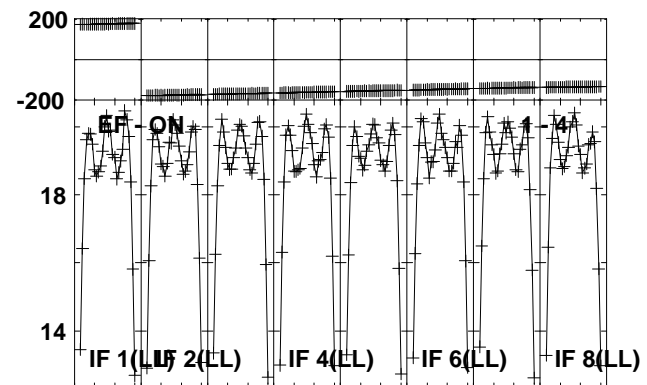 200
-200
EF - ON 1 - 4
18
14
IF 1(LL) IF 2(LL) IF 4(LL) IF 6(LL) IF 8(LL)